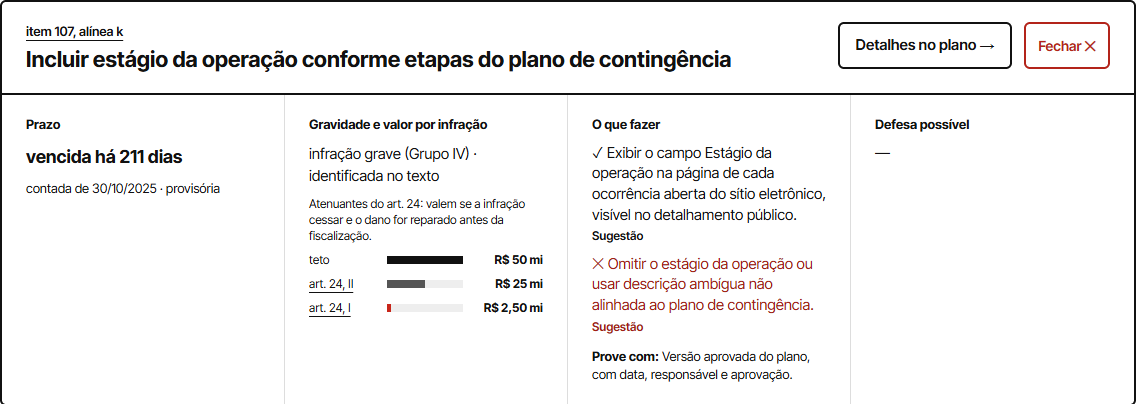 item 107, alínea k
Incluir estágio da operação conforme etapas do plano de contingência
Detalhes no plano →
Fechar ✕
Prazo
vencida há 211 dias
contada de 30/10/2025 · provisória
Gravidade e valor por infração
infração grave (Grupo IV) ·
identificada no texto
Atenuantes do art. 24: valem se a infração
cessar e o dano for reparado antes da
fiscalização.
teto R$ 50 mi
art. 24, II R$ 25 mi
art. 24, I R$ 2,50 mi
O que fazer
✓ Exibir o campo Estágio da
operação na página de cada
ocorrência aberta do sítio eletrônico,
visível no detalhamento público.
Sugestão
✕ Omitir o estágio da operação ou
usar descrição ambígua não
alinhada ao plano de contingência.
Sugestão
Prove com: Versão aprovada do plano,
com data, responsável e aprovação.
Defesa possível
—